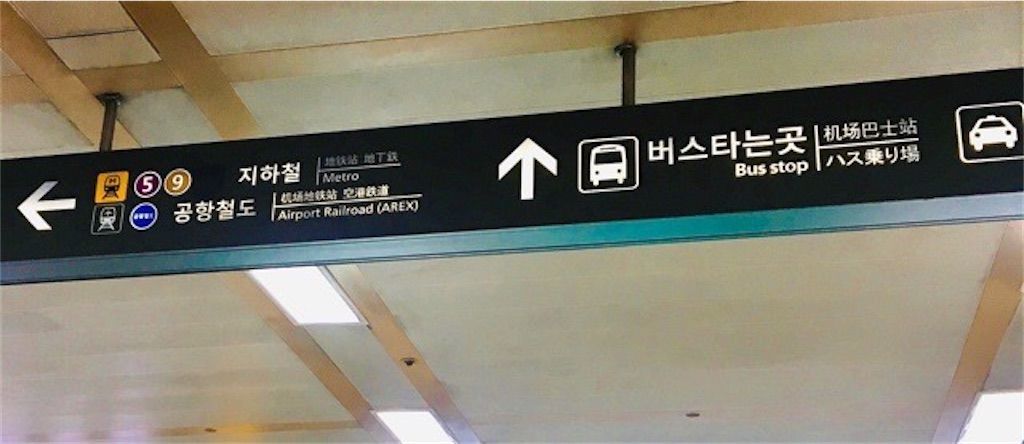 5 9 지하철 地铁站 地下鉄
Metro
공항철도 机场地铁站 空港鉄道
Airport Railroad (AREX)
버스타는곳 机场巴士站
Bus stop ハス乗り場